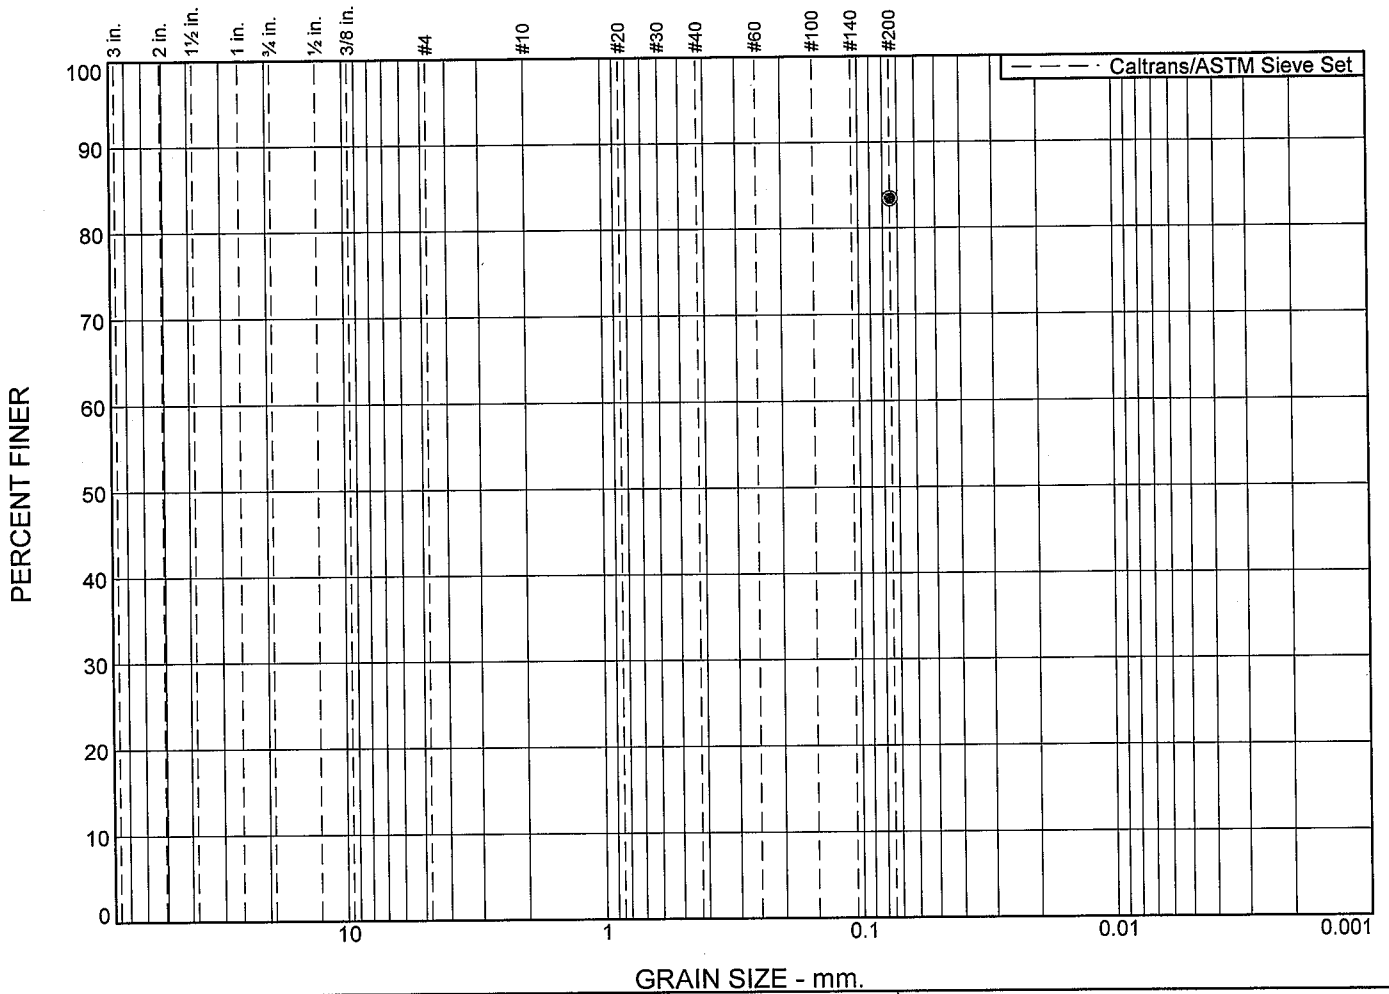 3 in.
2 in.
1½ in.
1 in.
¾ in.
½ in.
3/8 in.
#4
#10
#20
#30
#40
#60
#100
#140
#200
Caltrans/ASTM Sieve Set
100
90
80
70
60
50
40
30
20
10
0
PERCENT FINER
10
1
0.1
0.01
0.001
GRAIN SIZE - mm.